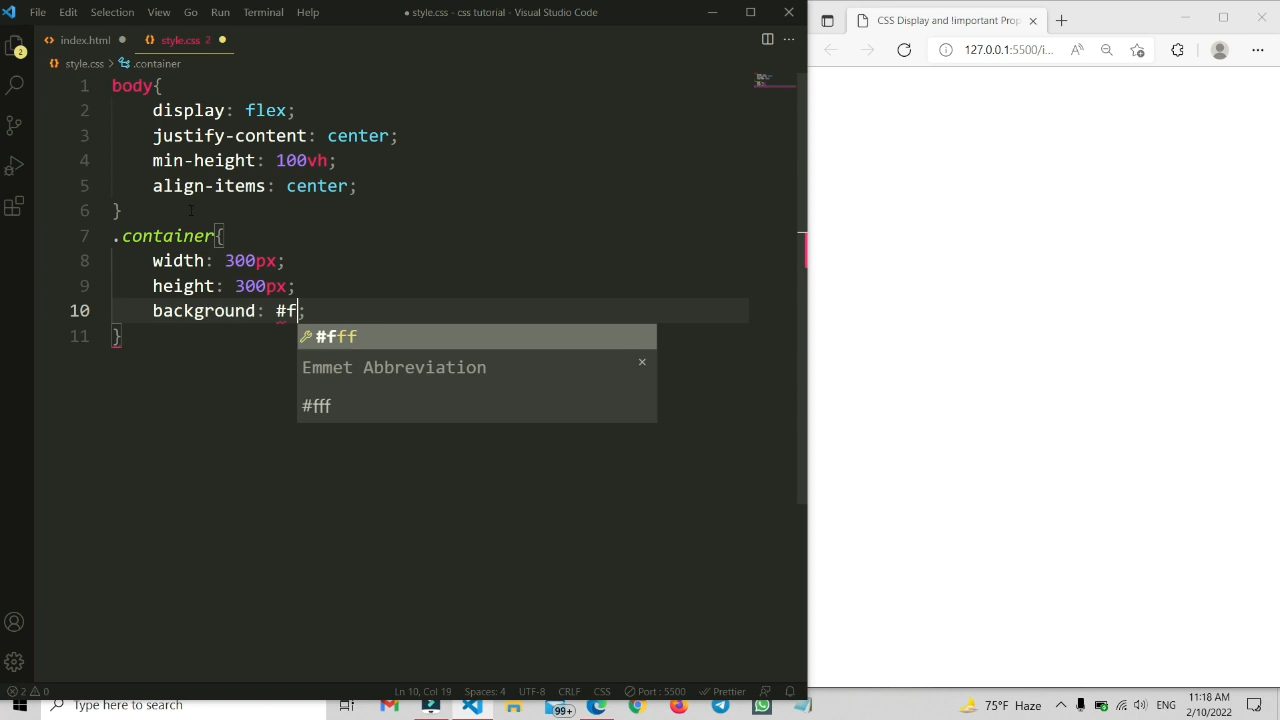 File Edit Selection View Go Run Terminal Help
● style.css - css tutorial - Visual Studio Code
CSS Display and !important Prop
2
index.html ●
style.css 2 ●
127.0.0.1:5500/i...
style.css > .container
1 body{
2 display: flex;
3 justify-content: center;
4 min-height: 100vh;
5 align-items: center;
6 }
7 .container{
8 width: 300px;
9 height: 300px;
10 background: #f;
11 }
#fff
Emmet Abbreviation
#fff
2 0
Ln 10, Col 19 Spaces: 4 UTF-8 CRLF CSS Port : 5500 Prettier
Type here to search
99+
75°F Haze
ENG
11:18 AM
2/10/2022